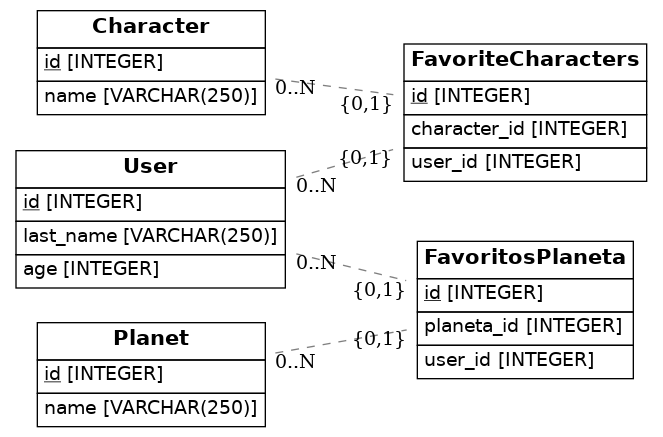 Character
id [INTEGER]
name [VARCHAR(250)]
0..N
{0,1}
FavoriteCharacters
id [INTEGER]
character_id [INTEGER]
user_id [INTEGER]
User
id [INTEGER]
last_name [VARCHAR(250)]
age [INTEGER]
0..N
{0,1}
0..N
{0,1}
FavoritosPlaneta
id [INTEGER]
planeta_id [INTEGER]
user_id [INTEGER]
Planet
id [INTEGER]
name [VARCHAR(250)]
0..N
{0,1}